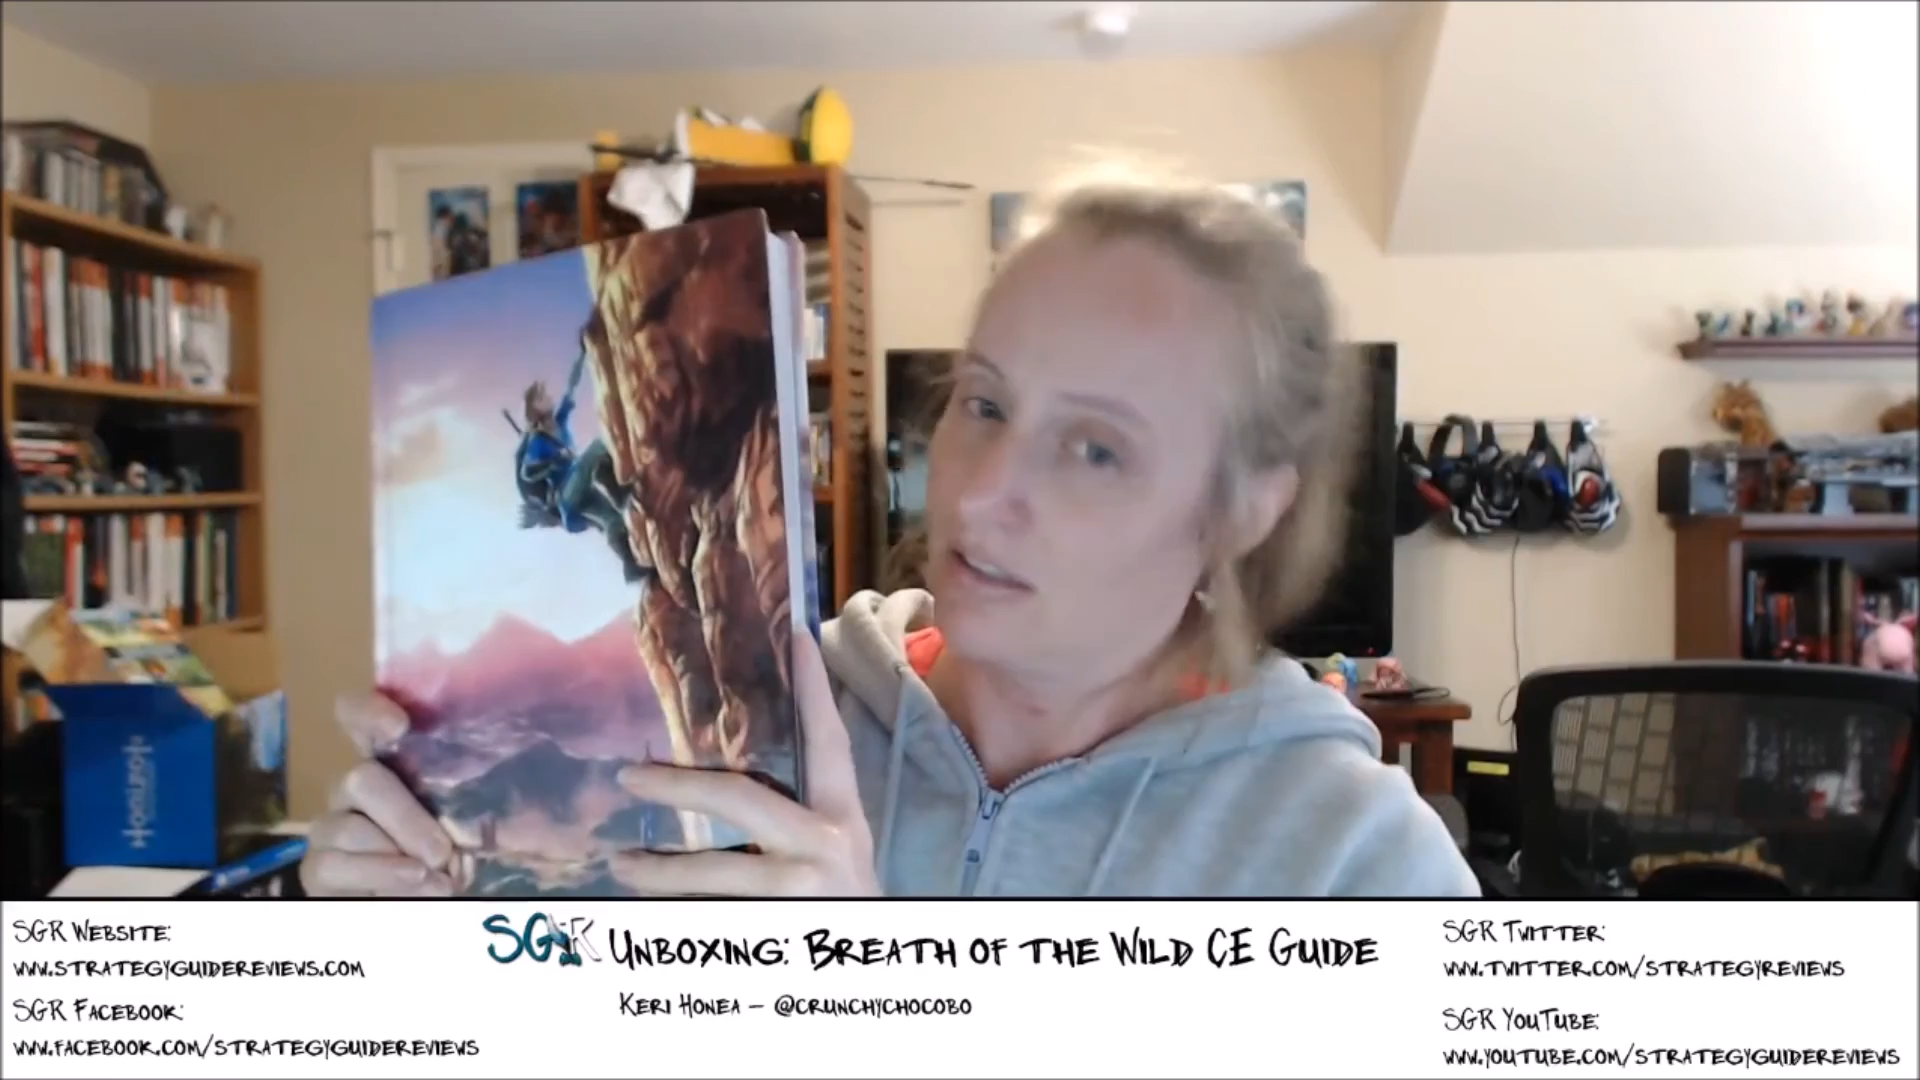 SGR Website:
www.strategyguidereviews.com
SGR Facebook:
www.facebook.com/strategyguidereviews
SGR Unboxing: Breath of the Wild CE Guide
Keri Honea – @crunchychocobo
SGR Twitter:
www.twitter.com/strategyreviews
SGR YouTube:
www.youtube.com/strategyguidereviews